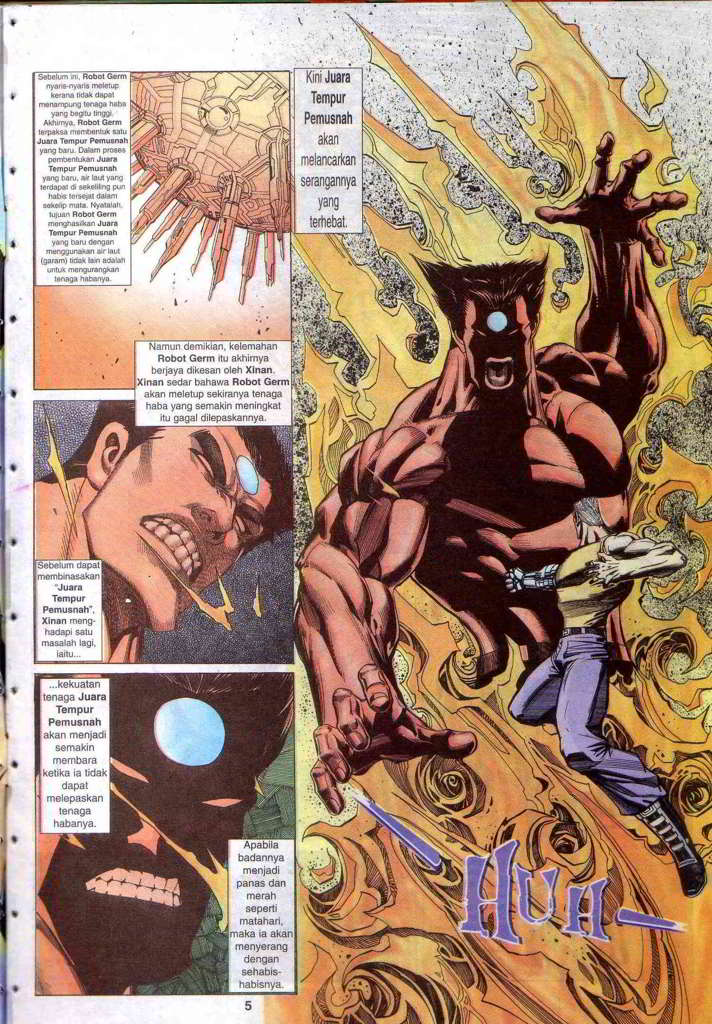 Sebelum ini, Robot Germ
nyaris-nyaris meletup
kerana tidak dapat
menampung tenaga haba
yang begitu tinggi.
Akhirnya, Robot Germ
terpaksa membentuk satu
Juara Tempur Pemusnah
yang baru. Dalam proses
pembentukan Juara
Tempur Pemusnah
yang baru, air laut yang
terdapat di sekeliling pun
habis tersejat dalam
sekelip mata. Nyatalah,
tujuan Robot Germ
menghasilkan Juara
Tempur Pemusnah
yang baru dengan
menggunakan air laut
(garam) tidak lain adalah
untuk mengurangkan
tenaga habanya.
Kini Juara
Tempur
Pemusnah
akan
melancarkan
serangannya
yang
terhebat.
Namun demikian, kelemahan
Robot Germ itu akhirnya
berjaya dikesan oleh Xinan.
Xinan sedar bahawa Robot Germ
akan meletup sekiranya tenaga
haba yang semakin meningkat
itu gagal dilepaskannya.
Sebelum dapat
membinasakan
"Juara
Tempur
Pemusnah",
Xinan meng-
hadapi satu
masalah lagi,
iaitu...
...kekuatan
tenaga Juara
Tempur
Pemusnah
akan menjadi
semakin
membara
ketika ia tidak
dapat
melepaskan
tenaga
habanya.
Apabila
badannya
menjadi
panas dan
merah
seperti
matahari,
maka ia akan
menyerang
dengan
sehabis-
habisnya.
HUH
5